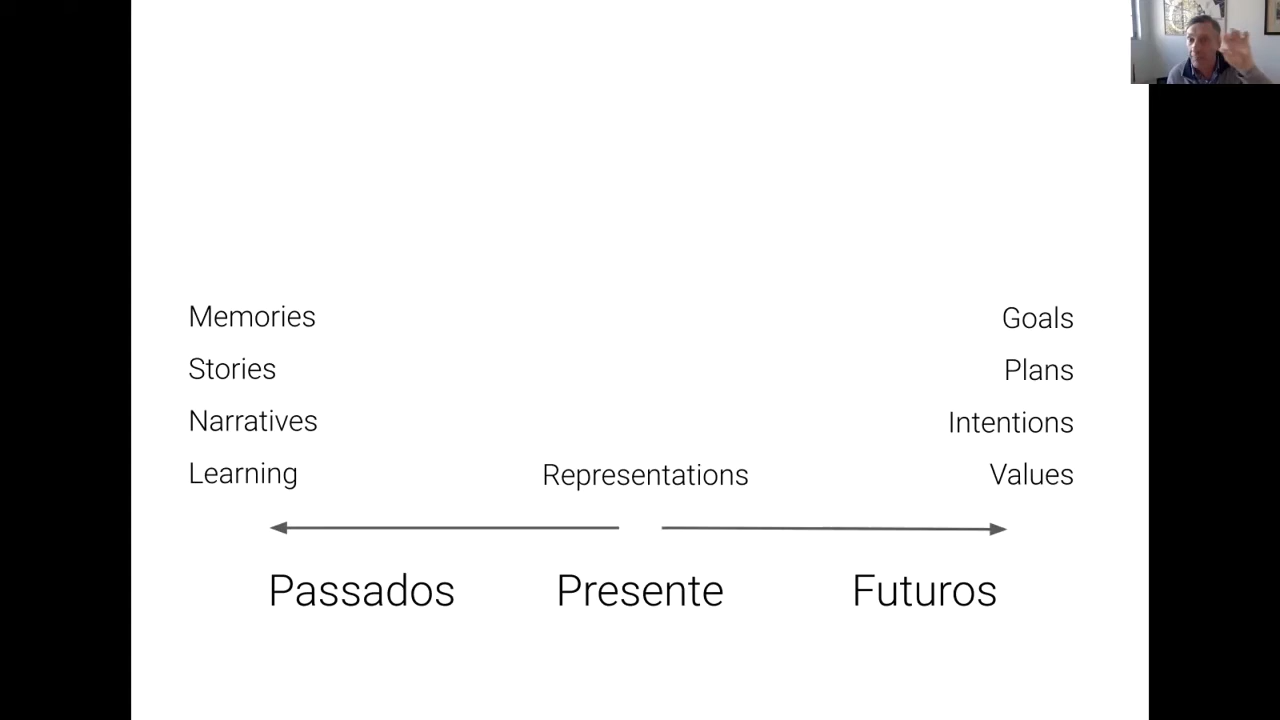 Memories
Stories
Narratives
Learning
Representations
Goals
Plans
Intentions
Values
Passados
Presente
Futuros